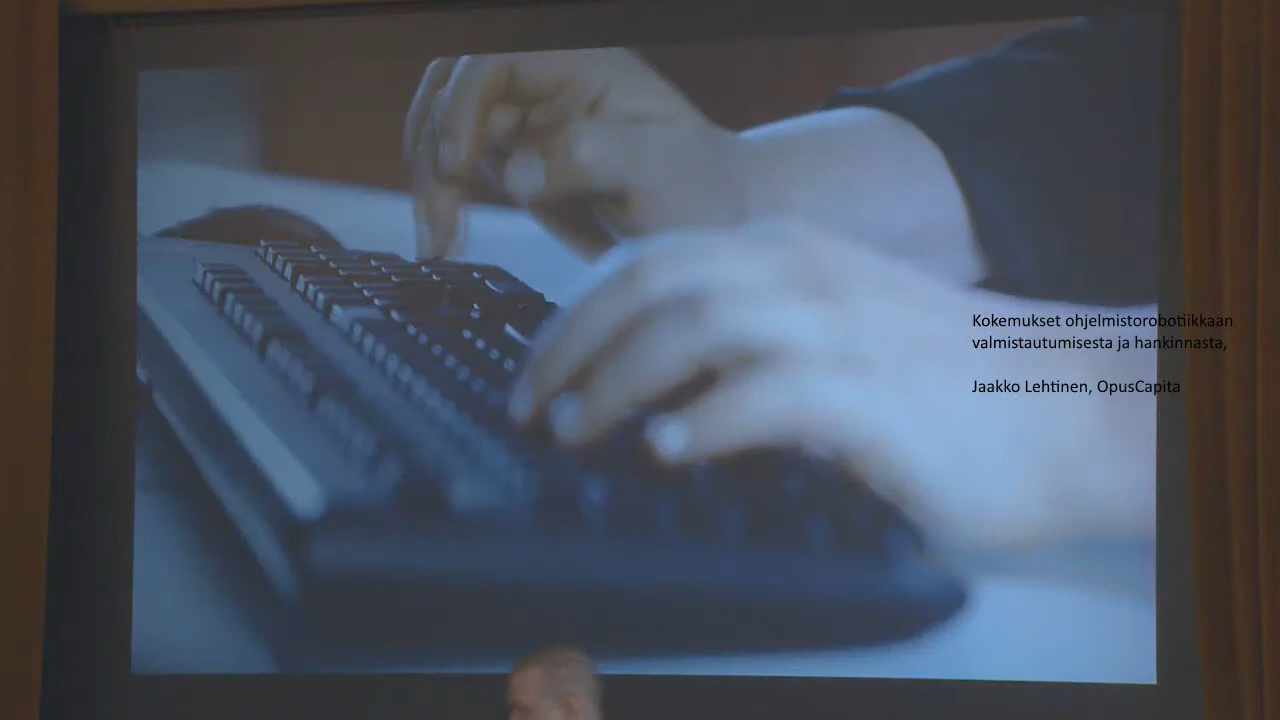 Kokemukset ohjelmistorobotiikkaan
valmistautumisesta ja hankinnasta,
Jaakko Lehtinen, OpusCapita